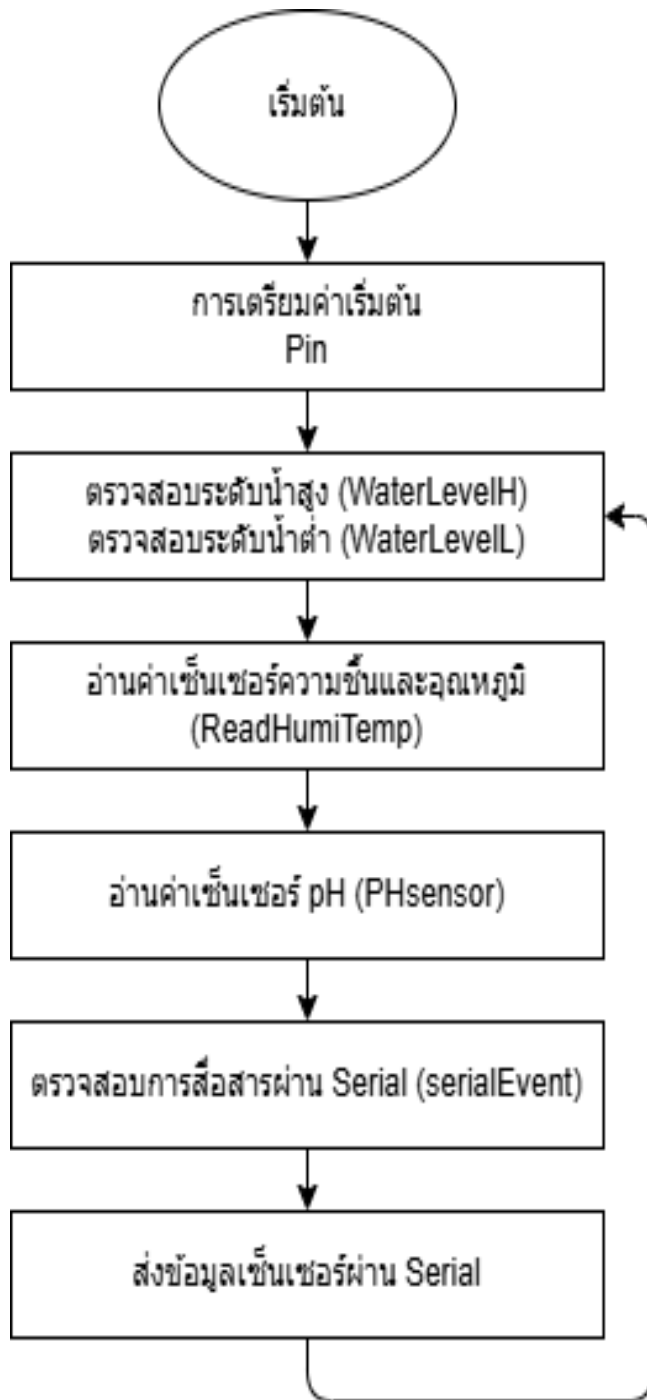 เริ่มต้น
การเตรียมค่าเริ่มต้น
Pin
ตรวจสอบระดับน้ำสูง (WaterLevelH)
ตรวจสอบระดับน้ำต่ำ (WaterLevelL)
อ่านค่าเซ็นเซอร์ความชื้นและอุณหภูมิ
(ReadHumiTemp)
อ่านค่าเซ็นเซอร์ pH (PHsensor)
ตรวจสอบการสื่อสารผ่าน Serial (serialEvent)
ส่งข้อมูลเซ็นเซอร์ผ่าน Serial